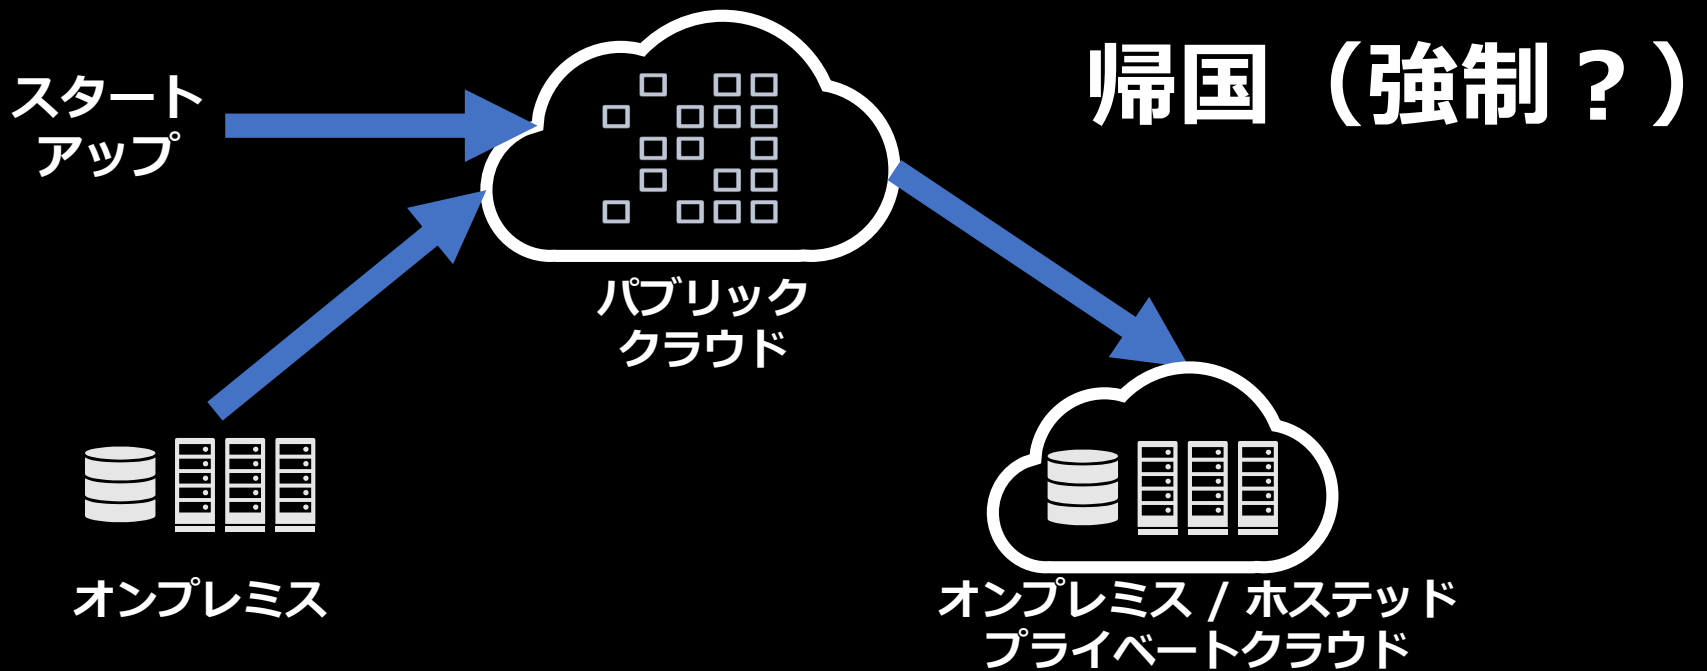 帰国（強制？）
スタート
アップ
パブリック
クラウド
オンプレミス
オンプレミス / ホステッド
プライベートクラウド